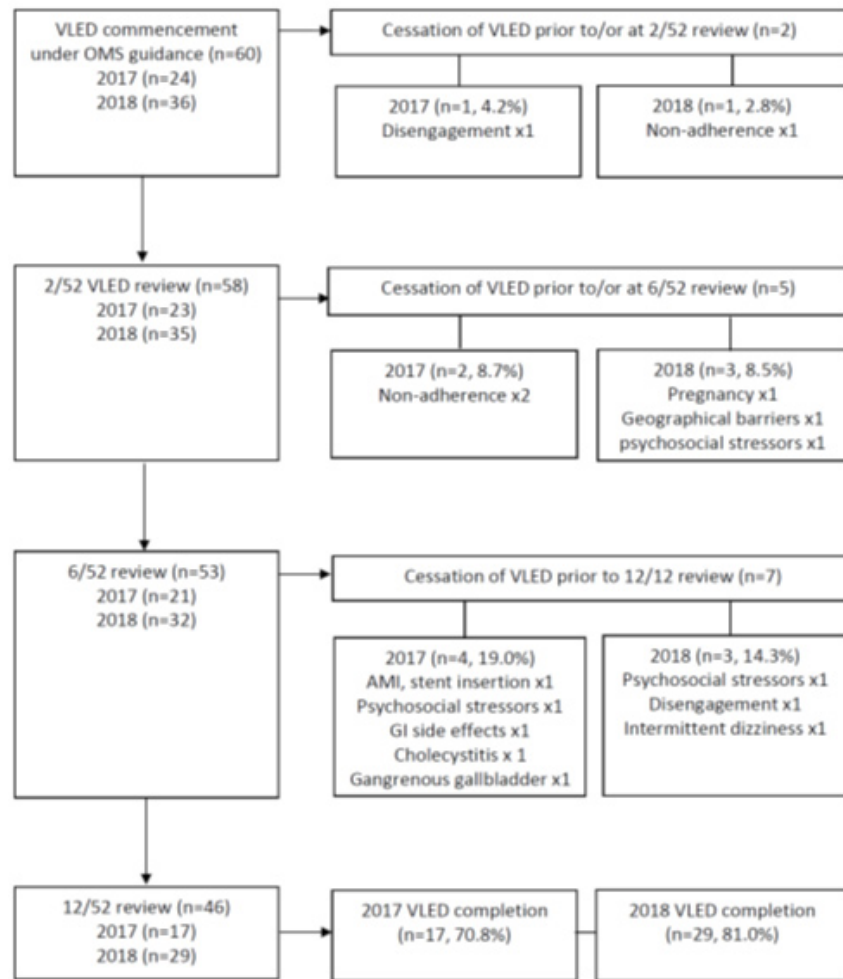 VLED commencement
under OMS guidance (n=60)
2017 (n=24)
2018 (n=36)
Cessation of VLED prior to/or at 2/52 review (n=2)
2017 (n=1, 4.2%)
Disengagement x1
2018 (n=1, 2.8%)
Non-adherence x1
2/52 VLED review (n=58)
2017 (n=23)
2018 (n=35)
Cessation of VLED prior to/or at 6/52 review (n=5)
2017 (n=2, 8.7%)
Non-adherence x2
2018 (n=3, 8.5%)
Pregnancy x1
Geographical barriers x1
psychosocial stressors x1
6/52 review (n=53)
2017 (n=21)
2018 (n=32)
Cessation of VLED prior to 12/12 review (n=7)
2017 (n=4, 19.0%)
AMI, stent insertion x1
Psychosocial stressors x1
GI side effects x1
Cholecystitis x 1
Gangrenous gallbladder x1
2018 (n=3, 14.3%)
Psychosocial stressors x1
Disengagement x1
Intermittent dizziness x1
12/52 review (n=46)
2017 (n=17)
2018 (n=29)
2017 VLED completion
(n=17, 70.8%)
2018 VLED completion
(n=29, 81.0%)